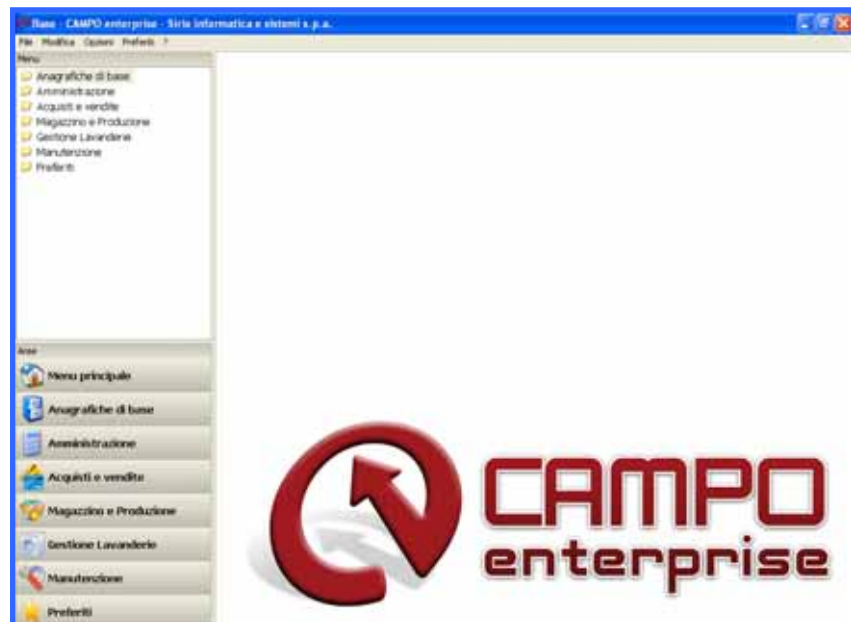 Base - CAMPO enterprise - Sirio informatica e sistemi s.p.a.
File Modifica Opzioni Preferiti ?
Menu
Anagrafiche di base
Amministrazione
Acquisti e vendite
Magazzino e Produzione
Gestione Lavanderie
Manutenzione
Preferiti
Aree
Menu principale
Anagrafiche di base
Amministrazione
Acquisti e vendite
Magazzino e Produzione
Gestione Lavanderie
Manutenzione
Preferiti
CAMPO
enterprise